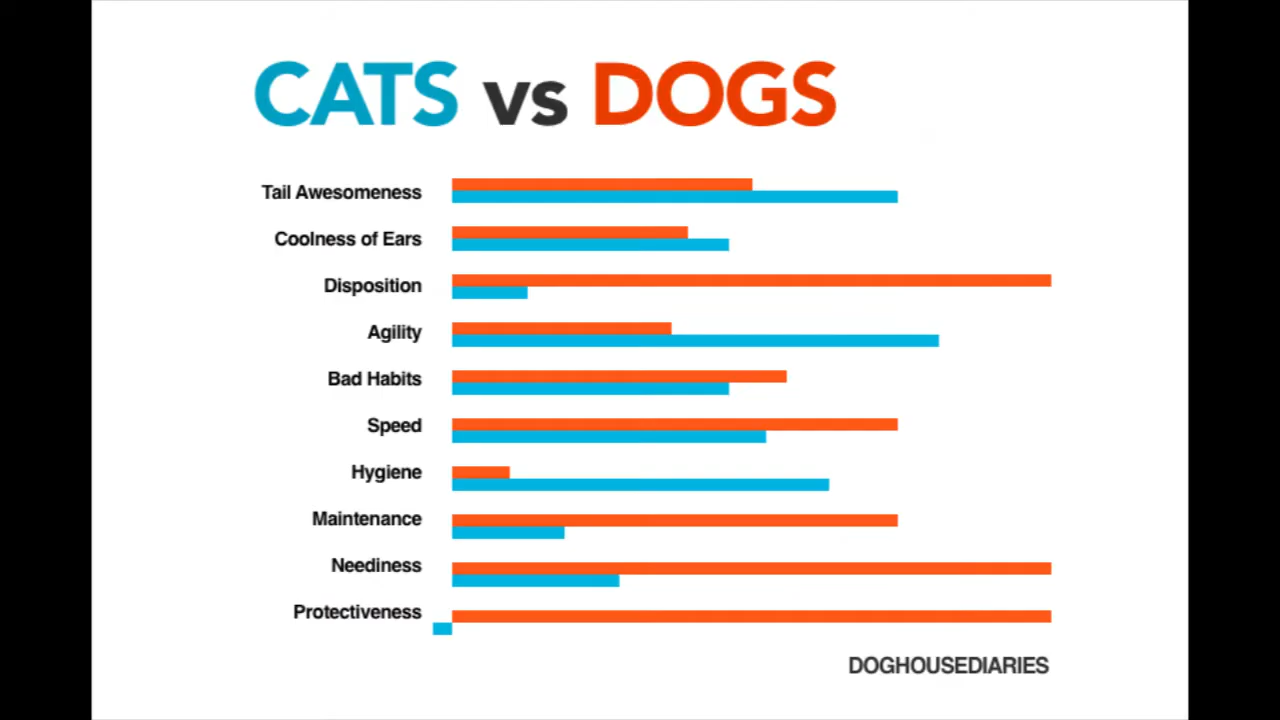 CATS vs DOGS
Tail Awesomeness
Coolness of Ears
Disposition
Agility
Bad Habits
Speed
Hygiene
Maintenance
Neediness
Protectiveness
DOGHOUSEDIARIES